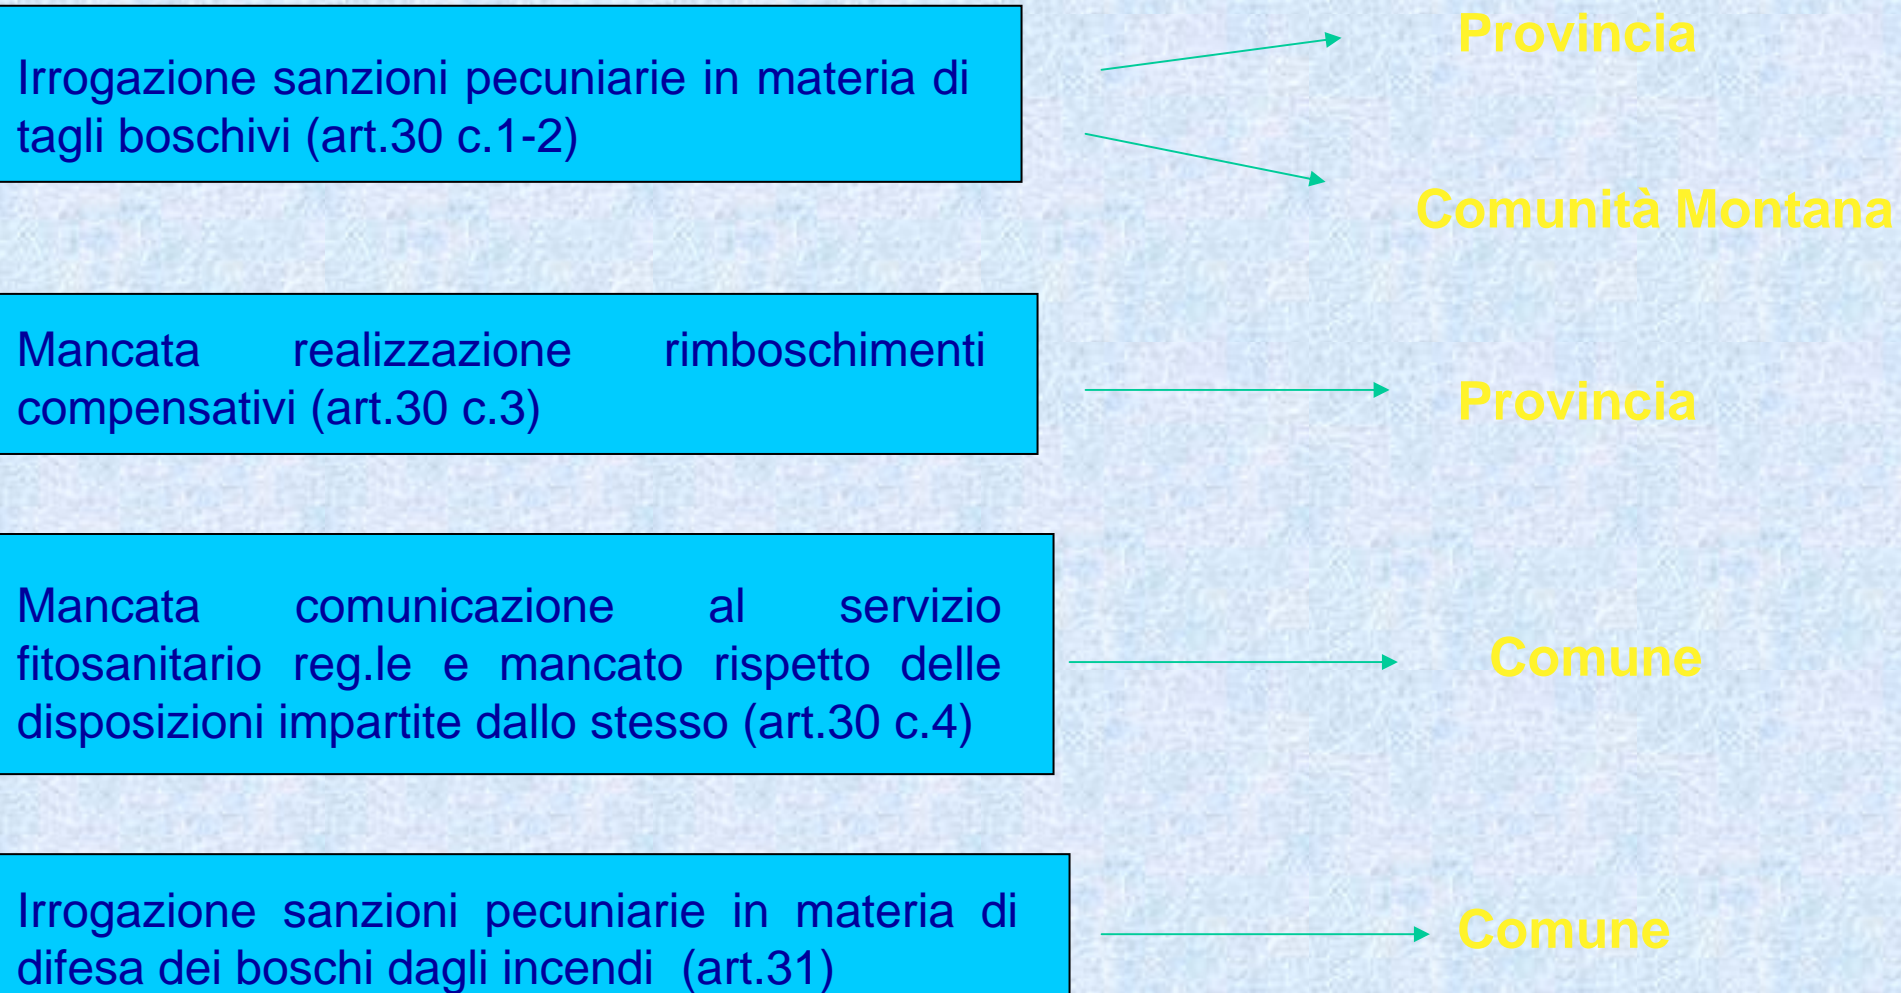 Irrogazione sanzioni pecuniarie in materia di
tagli boschivi (art.30 c.1-2)
Provincia
Comunità Montana
Mancata realizzazione rimboschimenti
compensativi (art.30 c.3)
Provincia
Mancata comunicazione al servizio
fitosanitario reg.le e mancato rispetto delle
disposizioni impartite dallo stesso (art.30 c.4)
Comune
Irrogazione sanzioni pecuniarie in materia di
difesa dei boschi dagli incendi (art.31)
Comune